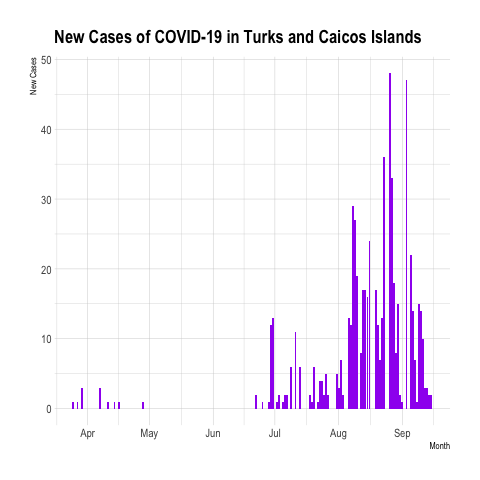 New Cases of COVID-19 in Turks and Caicos Islands
New Cases
50
40
30
20
10
0
Apr May Jun Jul Aug Sep
Month